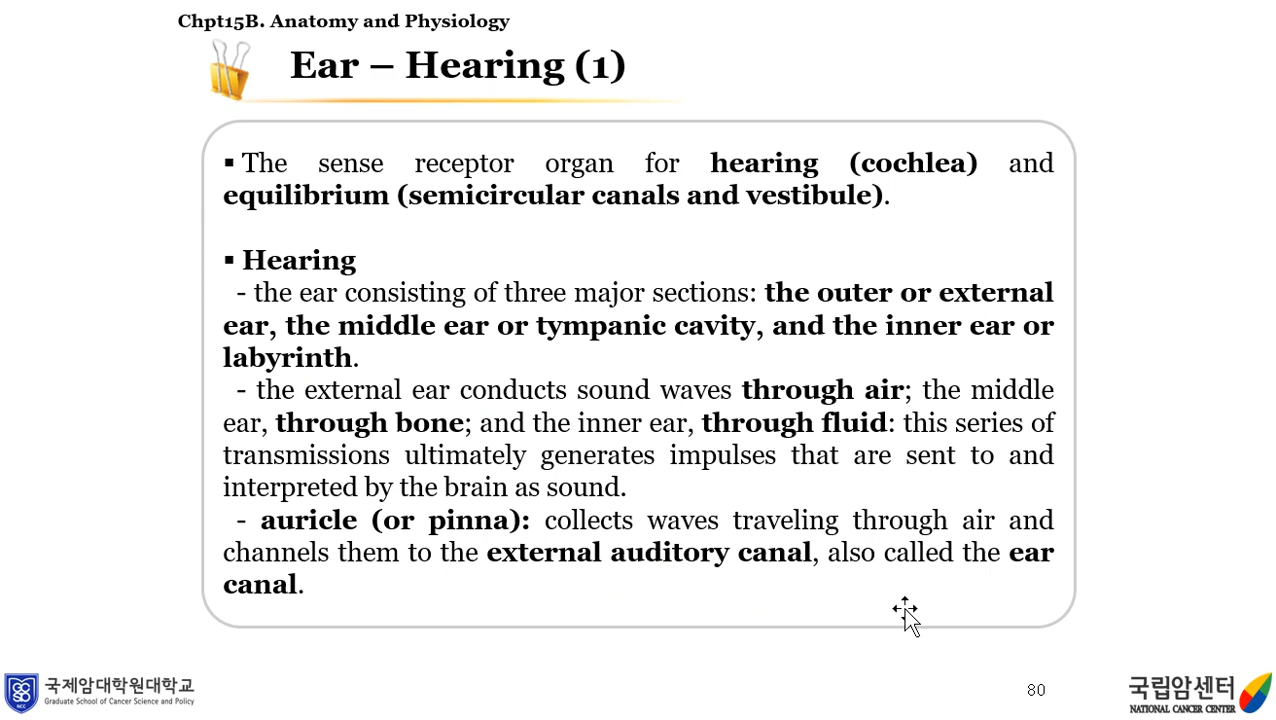 Chpt15B. Anatomy and Physiology
Ear – Hearing (1)
▪ The sense receptor organ for hearing (cochlea) and
equilibrium (semicircular canals and vestibule).
▪ Hearing
- the ear consisting of three major sections: the outer or external
ear, the middle ear or tympanic cavity, and the inner ear or
labyrinth.
- the external ear conducts sound waves through air; the middle
ear, through bone; and the inner ear, through fluid: this series of
transmissions ultimately generates impulses that are sent to and
interpreted by the brain as sound.
- auricle (or pinna): collects waves traveling through air and
channels them to the external auditory canal, also called the ear
canal.
국제암대학원대학교
Graduate School of Cancer Science and Policy
NCC
80
국립암센터
NATIONAL CANCER CENTER